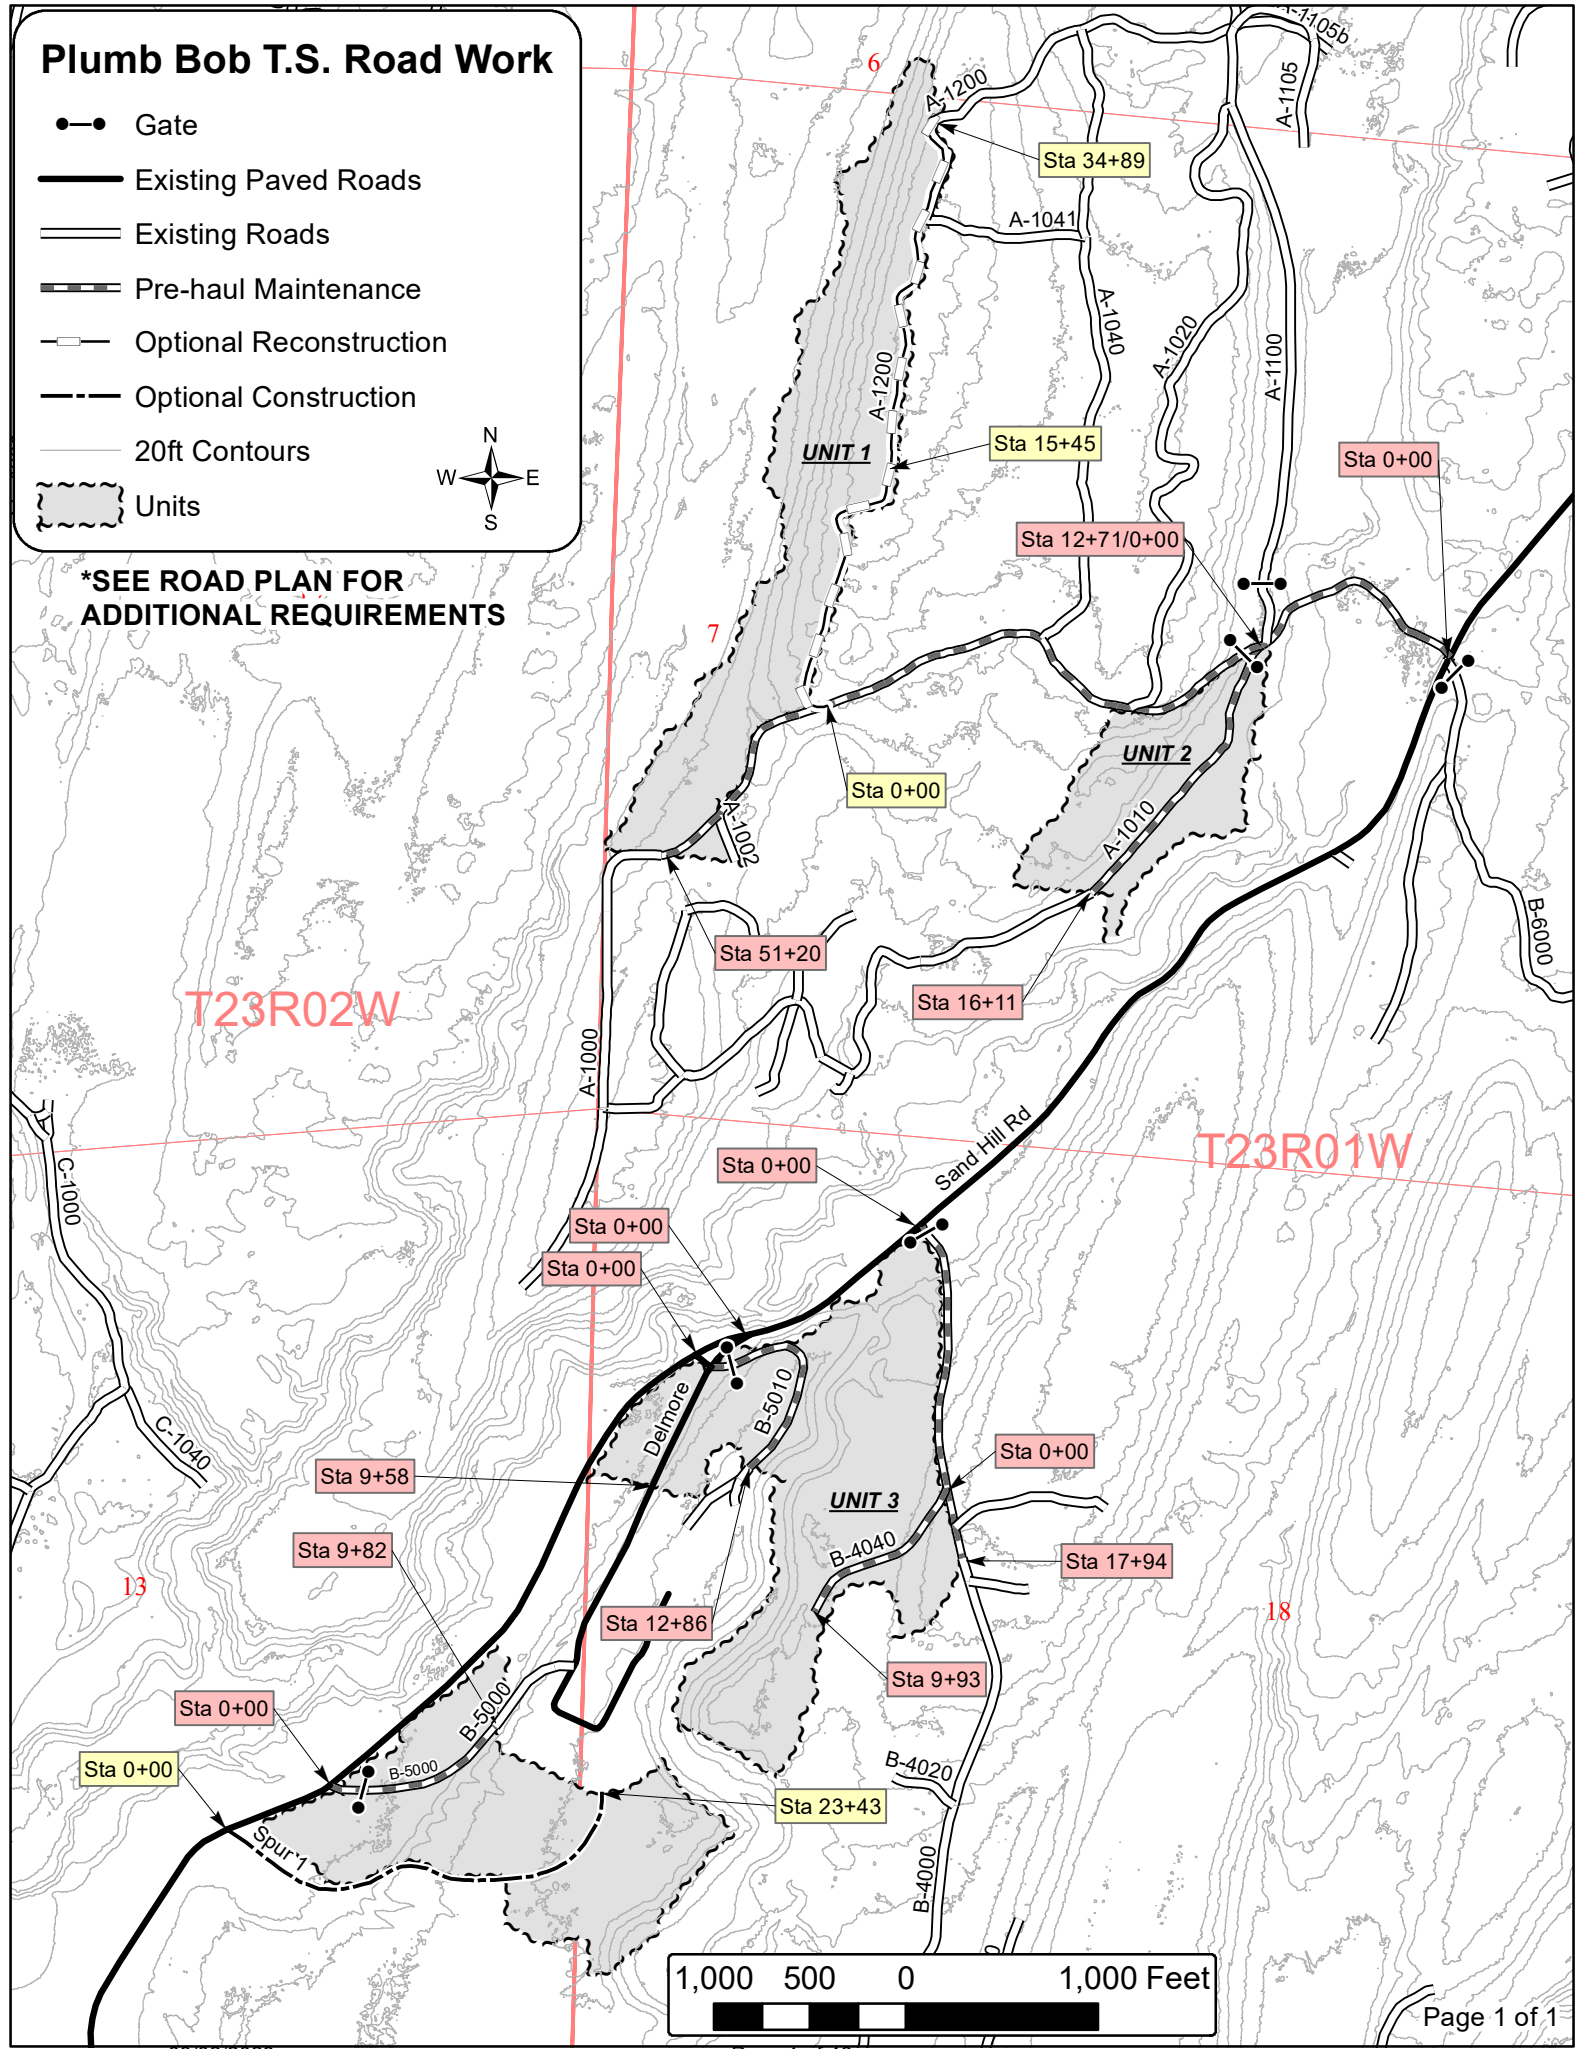 Plumb Bob T.S. Road Work
Gate
Existing Paved Roads
Existing Roads
Pre-haul Maintenance
Optional Reconstruction
Optional Construction
20ft Contours
Units
N
W
E
S
*SEE ROAD PLAN FOR
ADDITIONAL REQUIREMENTS
6
A-1200
A-1105b
A-1105
Sta 34+89
A-1041
A-1040
A-1020
A-1100
A-1200
UNIT 1
Sta 15+45
Sta 0+00
Sta 12+71/0+00
7
UNIT 2
Sta 0+00
A-1010
A-1002
Sta 51+20
Sta 16+11
B-6000
T23R02W
A-1000
T23R01W
Sand Hill Rd
C-1000
Sta 0+00
Sta 0+00
Sta 0+00
Delmore
B-5010
C-1040
Sta 9+58
Sta 0+00
UNIT 3
Sta 9+82
B-4040
Sta 17+94
13
18
Sta 12+86
Sta 9+93
Sta 0+00
B-5000
B-5000
Sta 0+00
B-4020
Sta 23+43
Spur 1
B-4000
1,000 500 0 1,000 Feet
Page 1 of 1